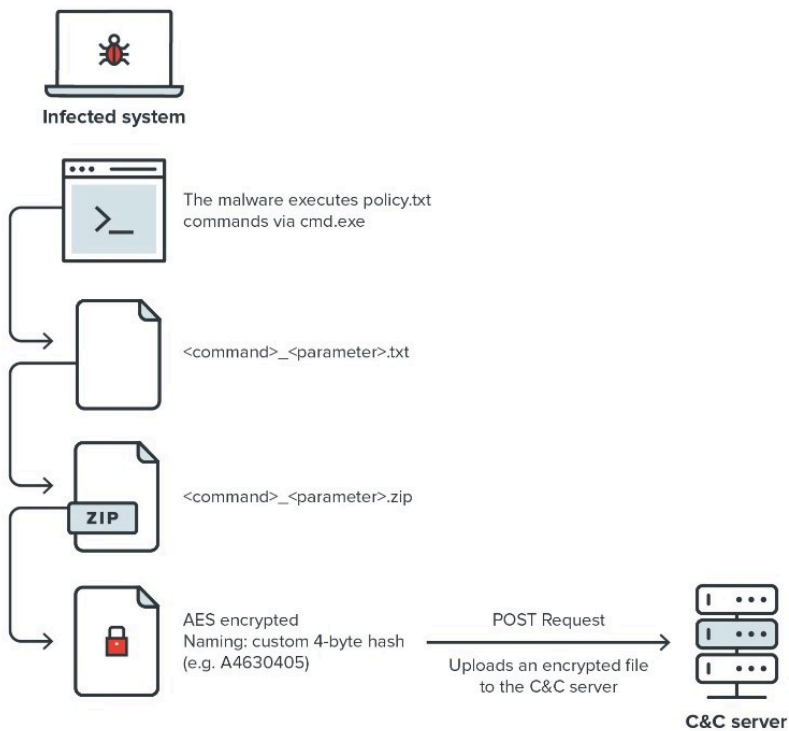 Infected system
The malware executes policy.txt
commands via cmd.exe
<command>_<parameter>.txt
<command>_<parameter>.zip
ZIP
AES encrypted
Naming: custom 4-byte hash
(e.g. A4630405)
POST Request
Uploads an encrypted file
to the C&C server
C&C server